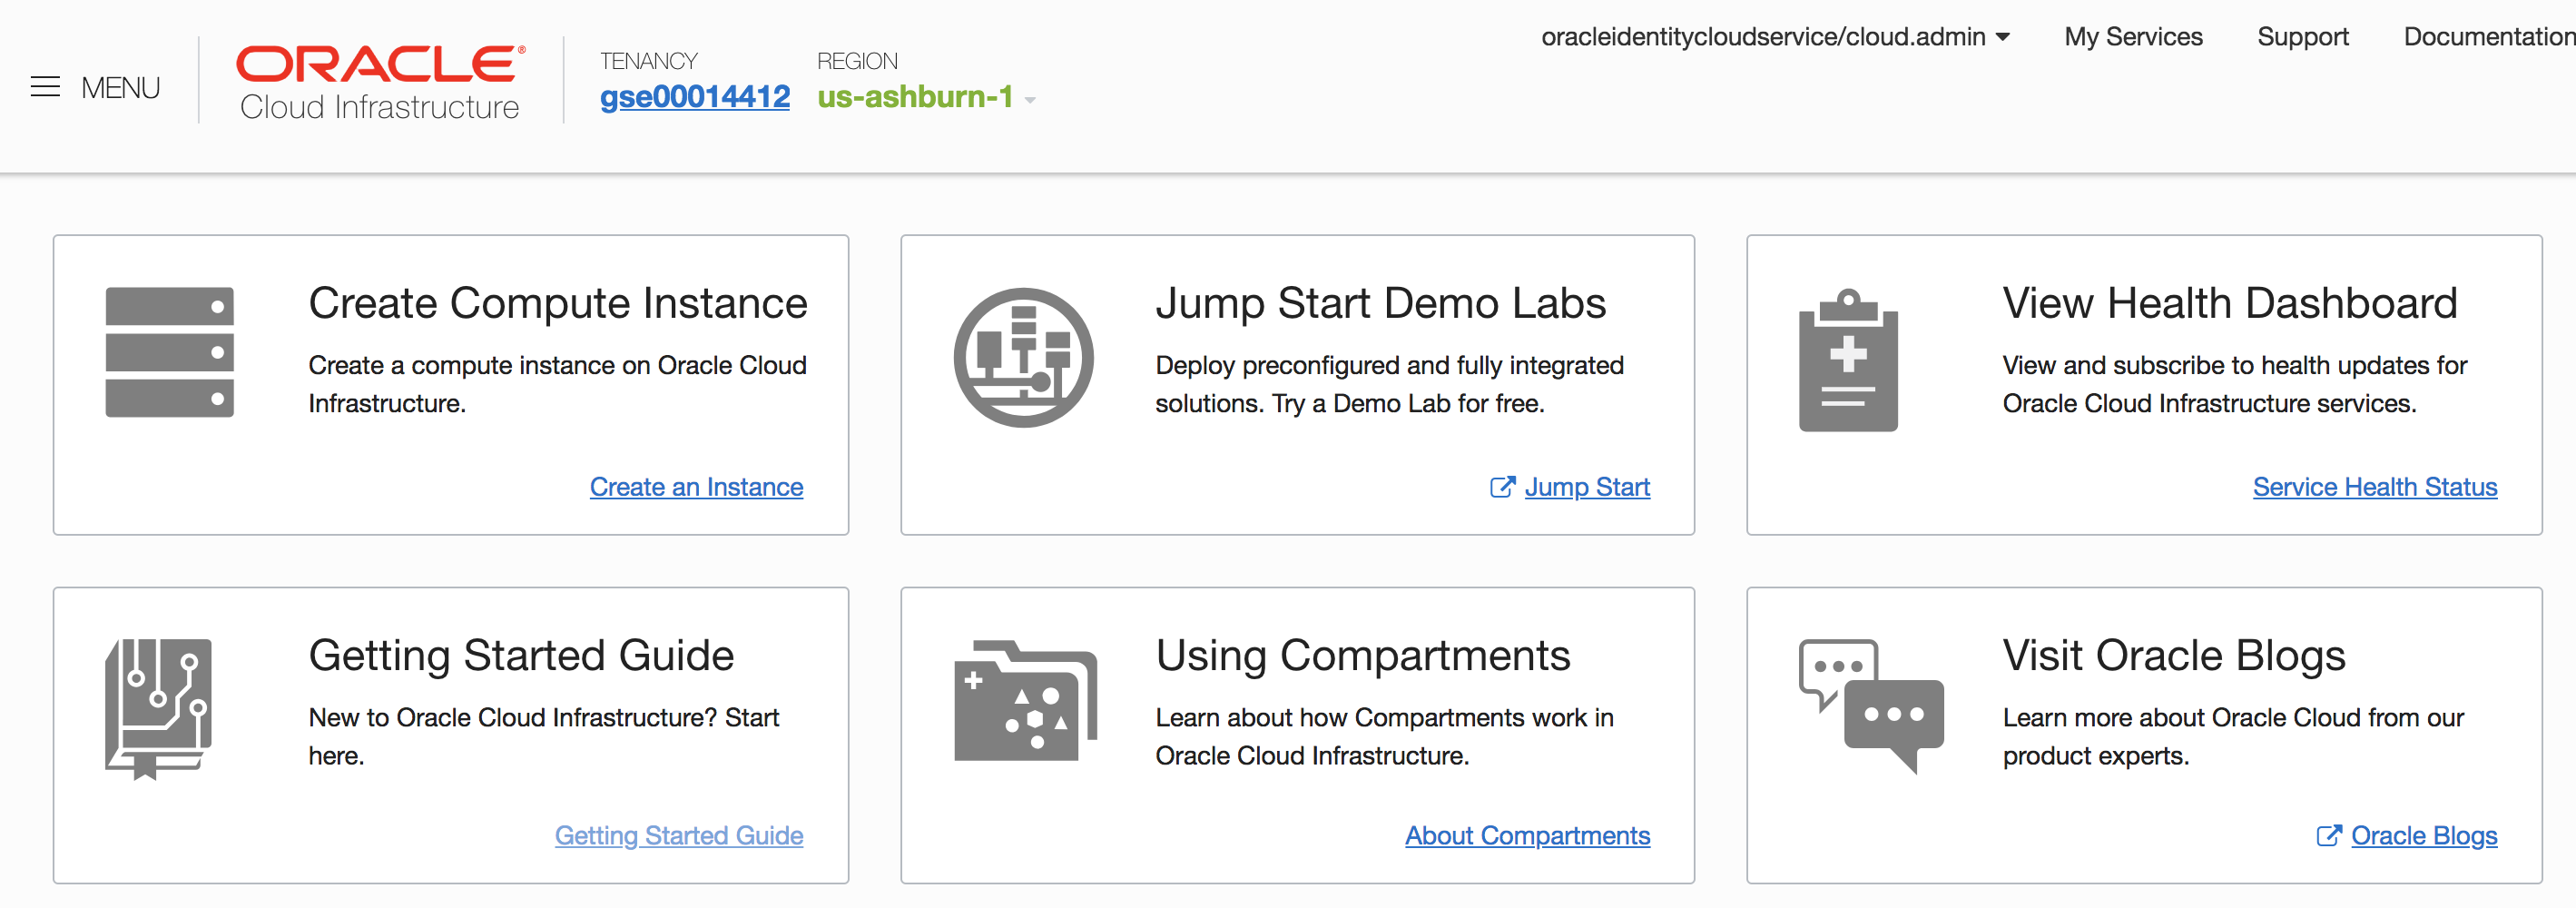 oracleidentitycloudservice/cloud.admin My Services Support Documentation
MENU
ORACLE®
Cloud Infrastructure
TENANCY
gse00014412
REGION
us-ashburn-1
Create Compute Instance
Create a compute instance on Oracle Cloud
Infrastructure.
Create an Instance
Jump Start Demo Labs
Deploy preconfigured and fully integrated
solutions. Try a Demo Lab for free.
Jump Start
View Health Dashboard
View and subscribe to health updates for
Oracle Cloud Infrastructure services.
Service Health Status
Getting Started Guide
New to Oracle Cloud Infrastructure? Start
here.
Getting Started Guide
Using Compartments
Learn about how Compartments work in
Oracle Cloud Infrastructure.
About Compartments
Visit Oracle Blogs
Learn more about Oracle Cloud from our
product experts.
Oracle Blogs